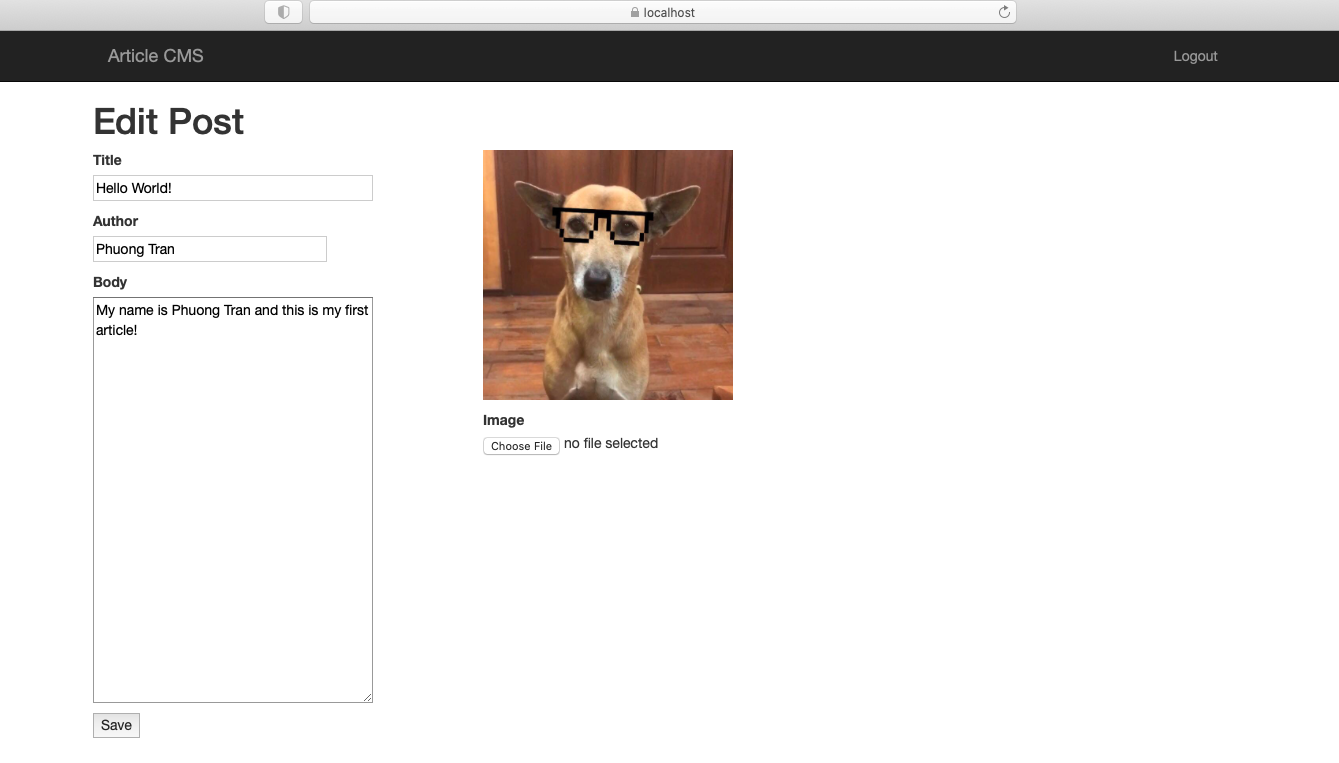 localhost
Article CMS
Logout
Edit Post
Title
Hello World!
Author
Phuong Tran
Body
My name is Phuong Tran and this is my first
article!
Image
Choose File no file selected
Save